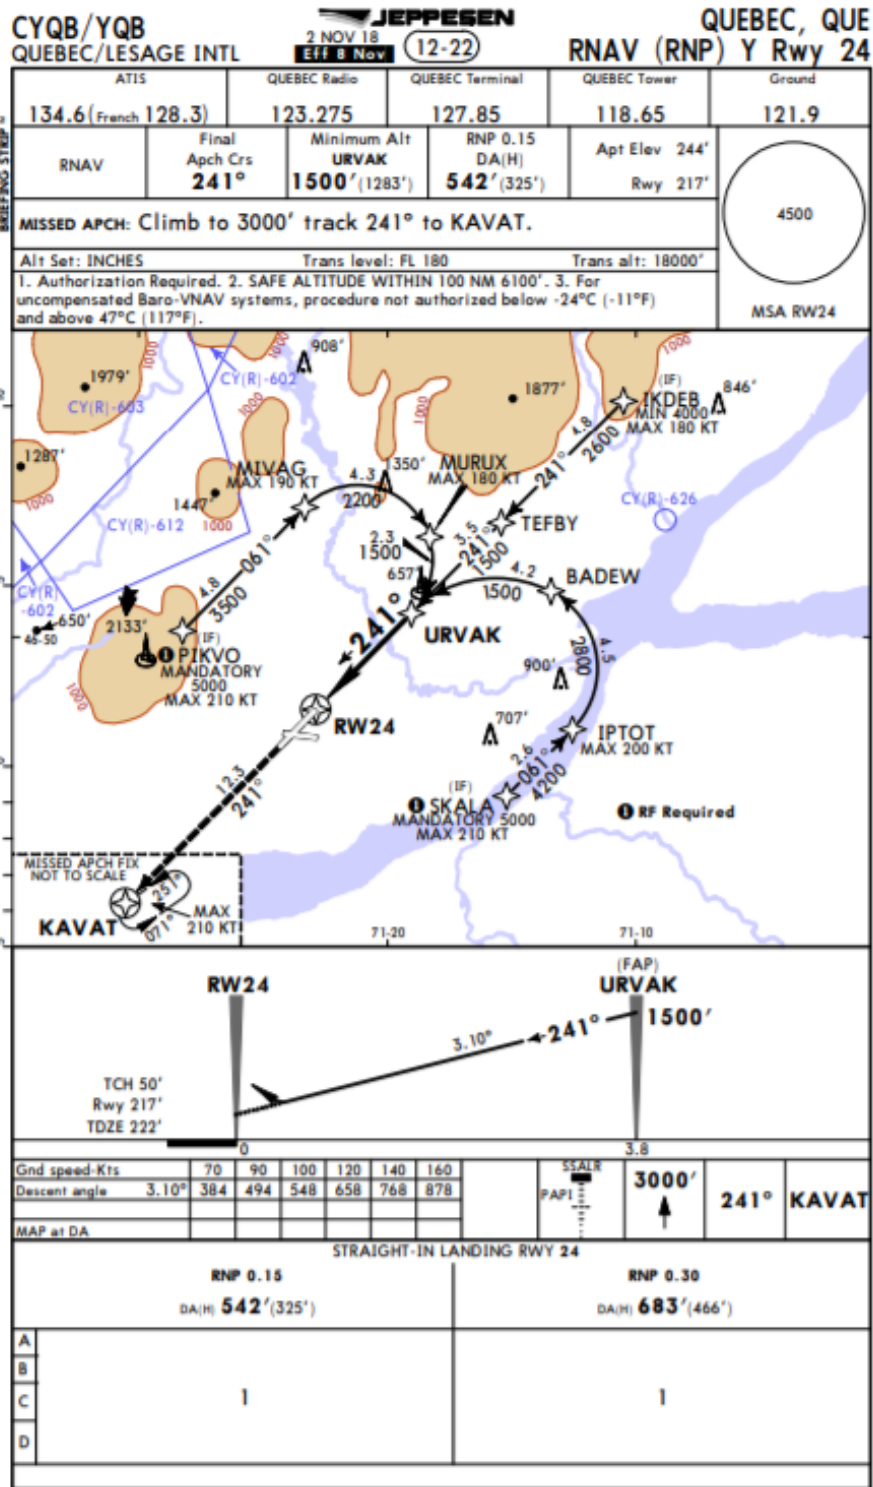 CYQB/YQB
QUEBEC/LESAGE INTL
JEPPESEN
2 NOV 18
Eff 8 Nov
12-22
QUEBEC, QUE
RNAV (RNP) Y Rwy 24
BRIEFING STRIP
ATIS
134.6(French 128.3)
QUEBEC Radio
123.275
QUEBEC Terminal
127.85
QUEBEC Tower
118.65
Ground
121.9
RNAV
Final
Apch Crs
241°
Minimum Alt
URVAK
1500'(1283')
RNP 0.15
DA(H)
542'(325')
Apt Elev 244'
Rwy 217'
4500
MSA RW24
MISSED APCH: Climb to 3000' track 241° to KAVAT.
Alt Set: INCHES Trans level: FL 180 Trans alt: 18000'
1. Authorization Required. 2. SAFE ALTITUDE WITHIN 100 NM 6100'. 3. For
uncompensated Baro-VNAV systems, procedure not authorized below -24°C (-11°F)
and above 47°C (117°F).
1000
908'
1000
1000
CY(R)-602
1979'
CY(R)-603
1000
1877'
1000
(IF)
IKDEB
MIN 4000
MAX 180 KT
846'
4.8
241°
2600
1287'
1000
MIVAG
MAX 190 KT
4.3
2200
350'
MURUX
MAX 180 KT
1447'
1000
CY(R)-612
CY(R)-626
TEFBY
3.5
241°
1500
2.3
1500
061°
4.8
3500
657'
4.2
1500
BADEW
CY(R)
-602
650'
46-50
2133'
(IF)
PIKVO
MANDATORY
5000
MAX 210 KT
1000
241°
URVAK
4.5
2800
900'
RW24
707'
IPTOT
MAX 200 KT
2.6
061°
4200
(IF)
SKALA
MANDATORY 5000
MAX 210 KT
RF Required
12.3
241°
MISSED APCH FIX
NOT TO SCALE
251°
071°
MAX
210 KT
KAVAT
71-20
71-10
RW24
(FAP)
URVAK
1500'
241°
3.10°
TCH 50'
Rwy 217'
TDZE 222'
0
3.8
Gnd speed-Kts 70 90 100 120 140 160
Descent angle 3.10° 384 494 548 658 768 878
MAP at DA
SSALR
PAPI
3000'
241°
KAVAT
STRAIGHT-IN LANDING RWY 24
RNP 0.15
DA(H) 542'(325')
RNP 0.30
DA(H) 683'(466')
A
B
C
D
1
1